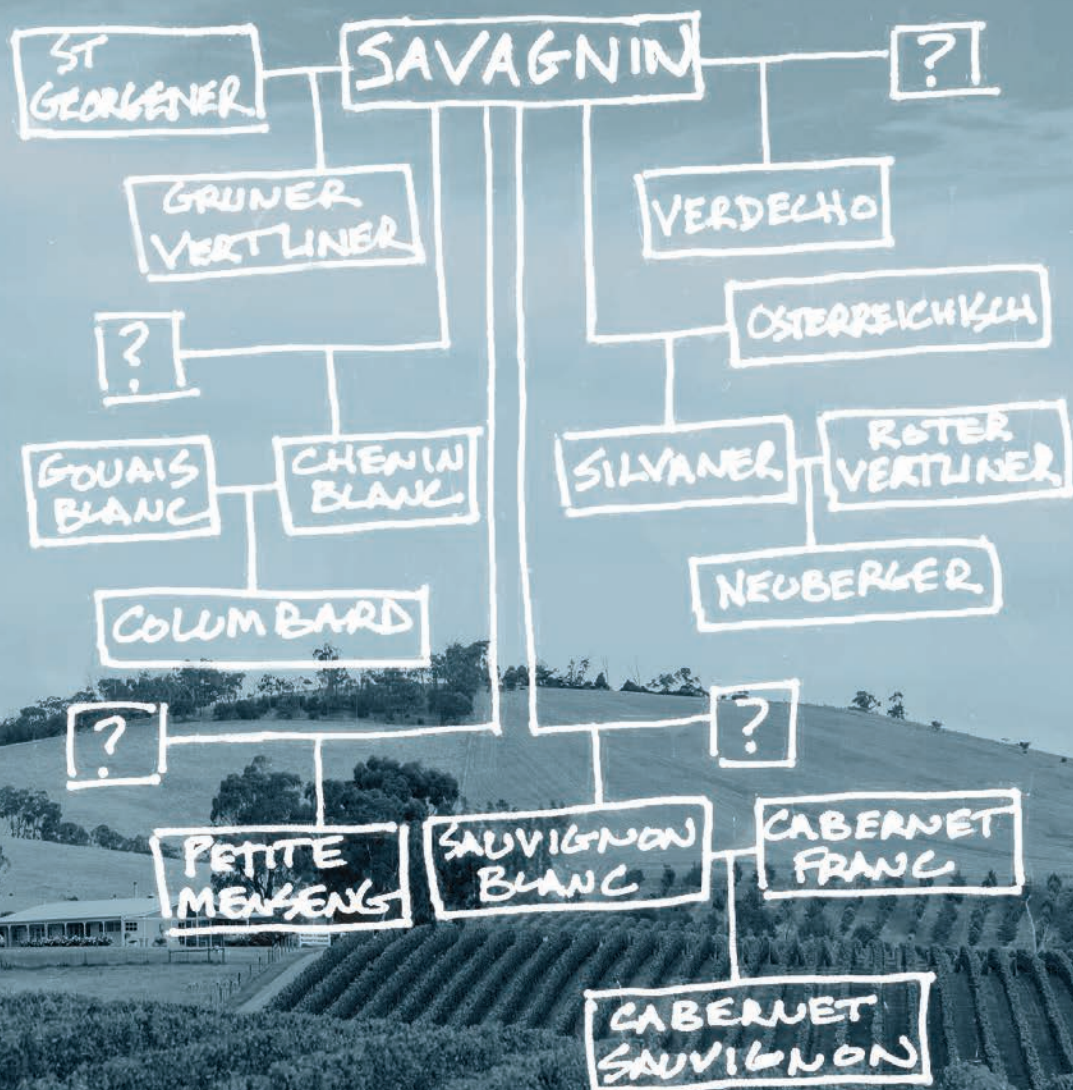 ST
GEORGENER
SAVAGNIN
?
GRUNER
VERTLINER
VERDECHO
OSTERREICHISCH
?
GOUAIS
BLANC
CHENIN
BLANC
SILVANER
ROTER
VERTLINER
NEUBERGER
COLUMBARD
?
?
PETITE
MENSENG
SAUVIGNON
BLANC
CABERNET
FRANC
CABERNET
SAUVIGNON